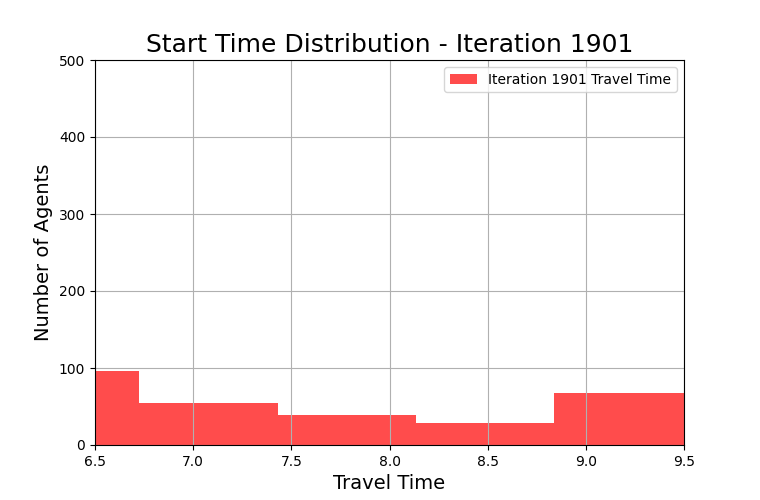 Start Time Distribution - Iteration 1901
Iteration 1901 Travel Time
Number of Agents
500
400
300
200
100
0
6.5 7.0 7.5 8.0 8.5 9.0 9.5
Travel Time